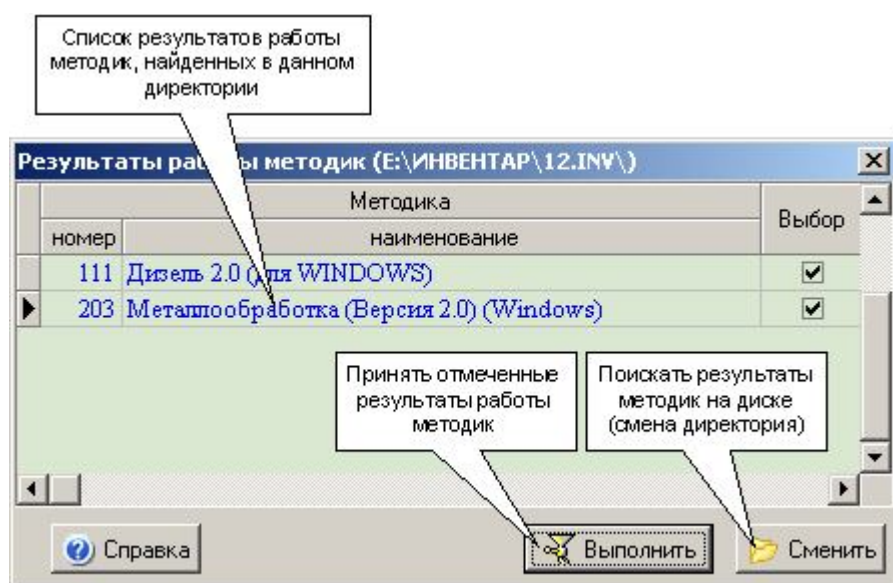 Список результатов работы
методик, найденных в данном
директории
Результаты ра ы методик (E:\ИНВЕНТАР\12.INV\)
Методика
Выбор
номер
наименование
111 Дизель 2.0 (для WINDOWS)
203 Металлообработка (Версия 2.0) (Windows)
Принять отмеченные
результаты работы
методик
Поискать результаты
методик на диске
(смена директория)
Справка
Выполнить
Сменить